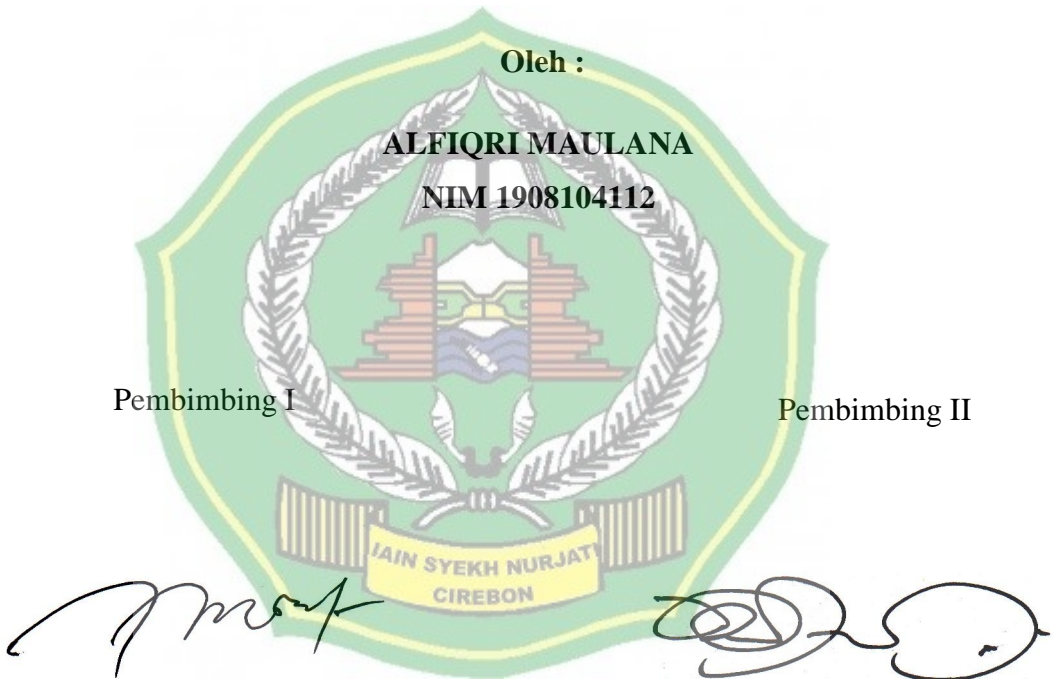 Oleh :
ALFIQRI MAULANA
NIM 1908104112
Pembimbing I
Pembimbing II
IAIN SYEKH NURJATI
CIREBON